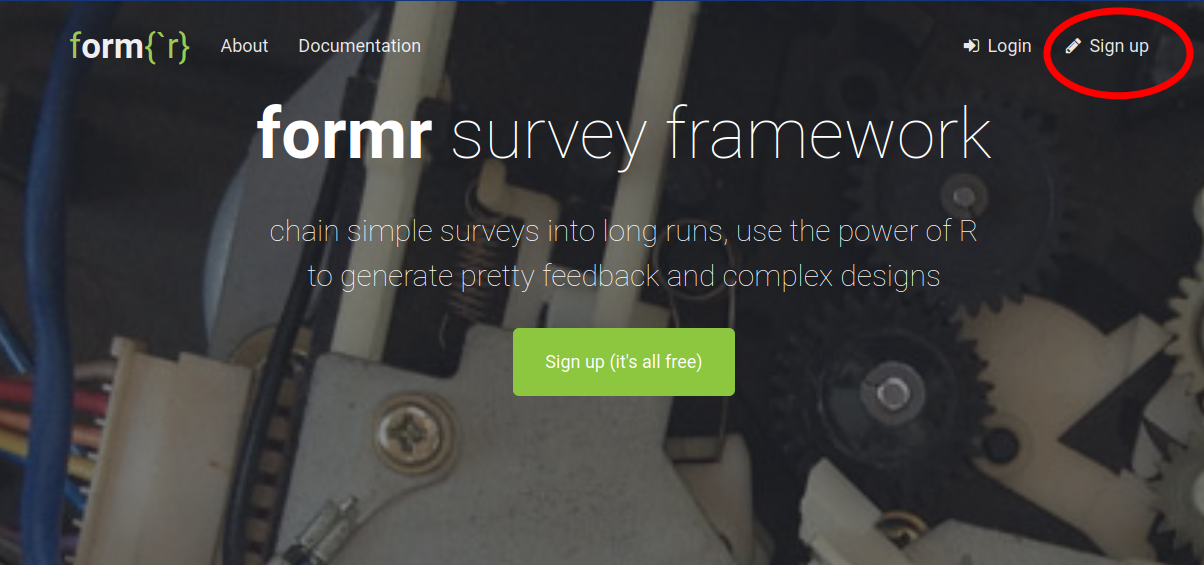 form{`r}
About
Documentation
Login
Sign up
formr survey framework
chain simple surveys into long runs, use the power of R
to generate pretty feedback and complex designs
Sign up (it's all free)